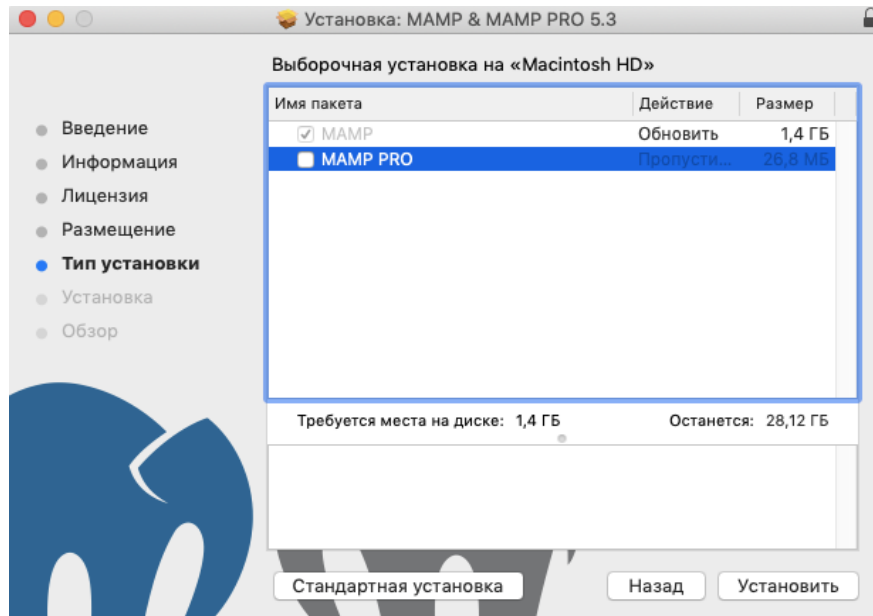 Установка: MAMP & MAMP PRO 5.3
Выборочная установка на «Macintosh HD»
Имя пакета Действие Размер
MAMP Обновить 1,4 ГБ
MAMP PRO Пропусти... 26,8 МБ
Введение
Информация
Лицензия
Размещение
Тип установки
Установка
Обзор
Требуется места на диске: 1,4 ГБ Останется: 28,12 ГБ
Стандартная установка Назад Установить